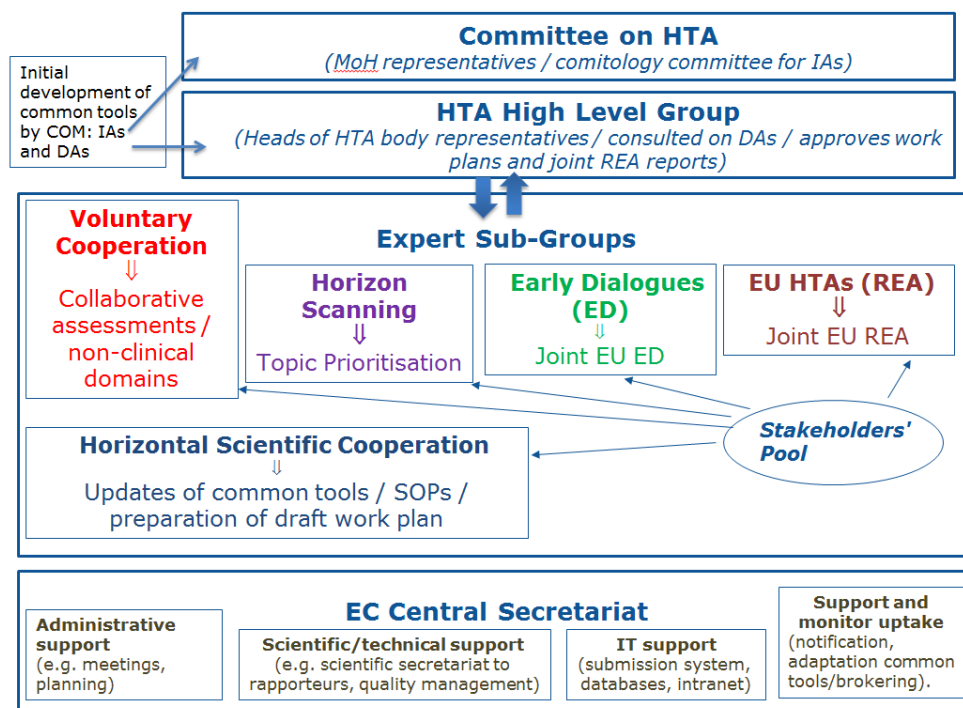 Committee on HTA
(MoH representatives / comitology committee for IAs)
Initial
development of
common tools
by COM: IAs
and DAs
HTA High Level Group
(Heads of HTA body representatives / consulted on DAs / approves work
plans and joint REA reports)
Expert Sub-Groups
Voluntary
Cooperation
⇓
Collaborative
assessments /
non-clinical
domains
Horizon
Scanning
⇓
Topic Prioritisation
Early Dialogues
(ED)
⇓
Joint EU ED
EU HTAs (REA)
⇓
Joint EU REA
Stakeholders'
Pool
Horizontal Scientific Cooperation
⇓
Updates of common tools / SOPs /
preparation of draft work plan
EC Central Secretariat
Administrative
support
(e.g. meetings,
planning)
Scientific/technical support
(e.g. scientific secretariat to
rapporteurs, quality management)
IT support
(submission system,
databases, intranet)
Support and
monitor uptake
(notification,
adaptation common
tools/brokering).